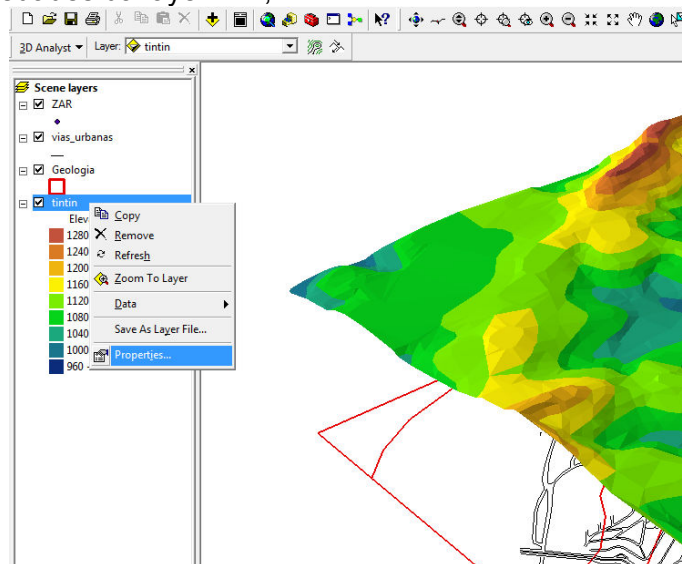 3D Analyst Layer: tintin
Scene layers
ZAR
vias_urbanas
Geologia
tintin
Elev
1280
1240
1200
1160
1120
1080
1040
1000
960 -
Copy
Remove
Refresh
Zoom To Layer
Data
Save As Layer File...
Properties...